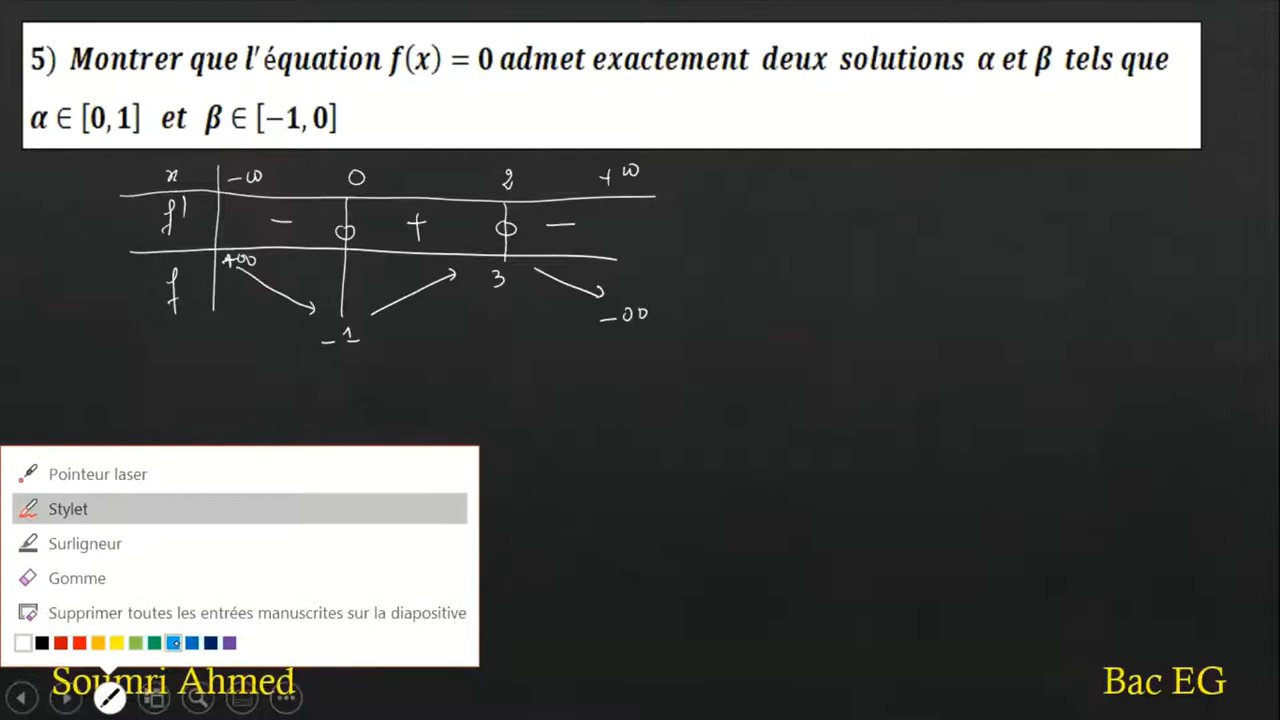 5) Montrer que l'équation f(x) = 0 admet exactement deux solutions α et β tels que
α ∈ [0, 1] et β ∈ [−1, 0]
x −∞ 0 2 +∞
f' − 0 + 0 −
f +∞ −1 3 −∞
Pointeur laser
Stylet
Surligneur
Gomme
Supprimer toutes les entrées manuscrites sur la diapositive
Soumri Ahmed
Bac EG